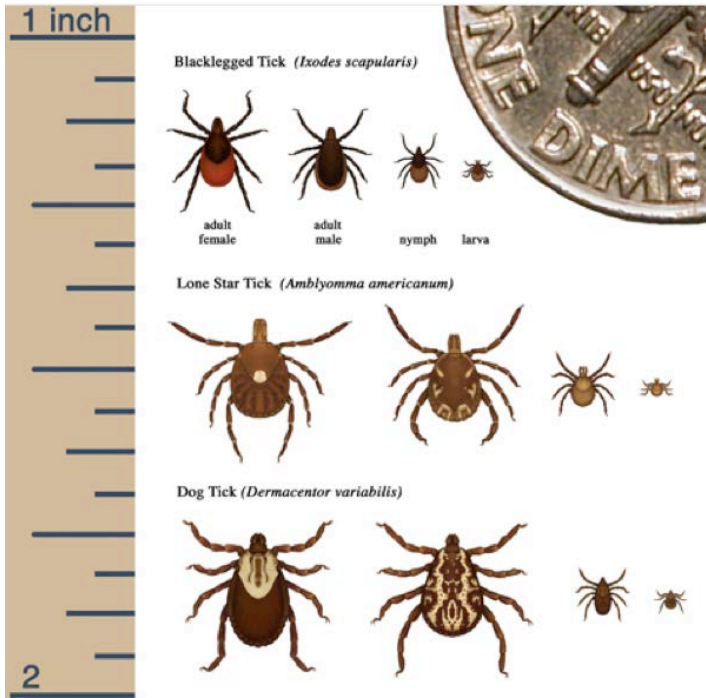 1 inch
Blacklegged Tick (Ixodes scapularis)
adult
female
adult
male
nymph
larva
ONE DIME
Lone Star Tick (Amblyomma americanum)
Dog Tick (Dermacentor variabilis)
2